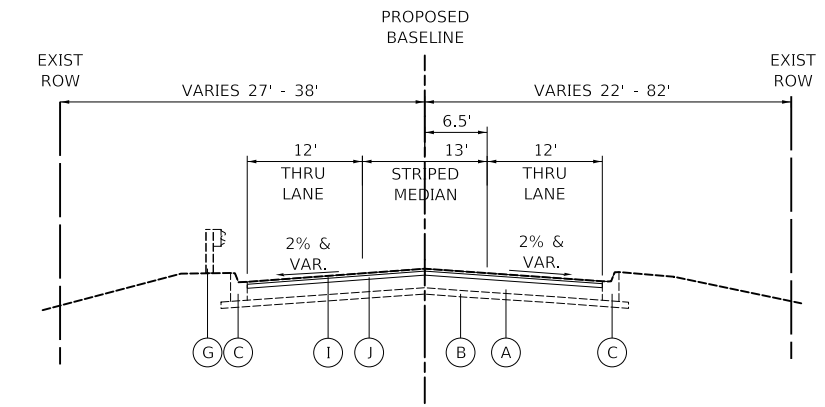 PROPOSED
BASELINE
EXIST
ROW
EXIST
ROW
VARIES 27' - 38'
VARIES 22' - 82'
6.5'
12'
13'
12'
THRU
LANE
STRIPED
MEDIAN
THRU
LANE
2% &
VAR.
2% &
VAR.
G
C
I
J
B
A
C